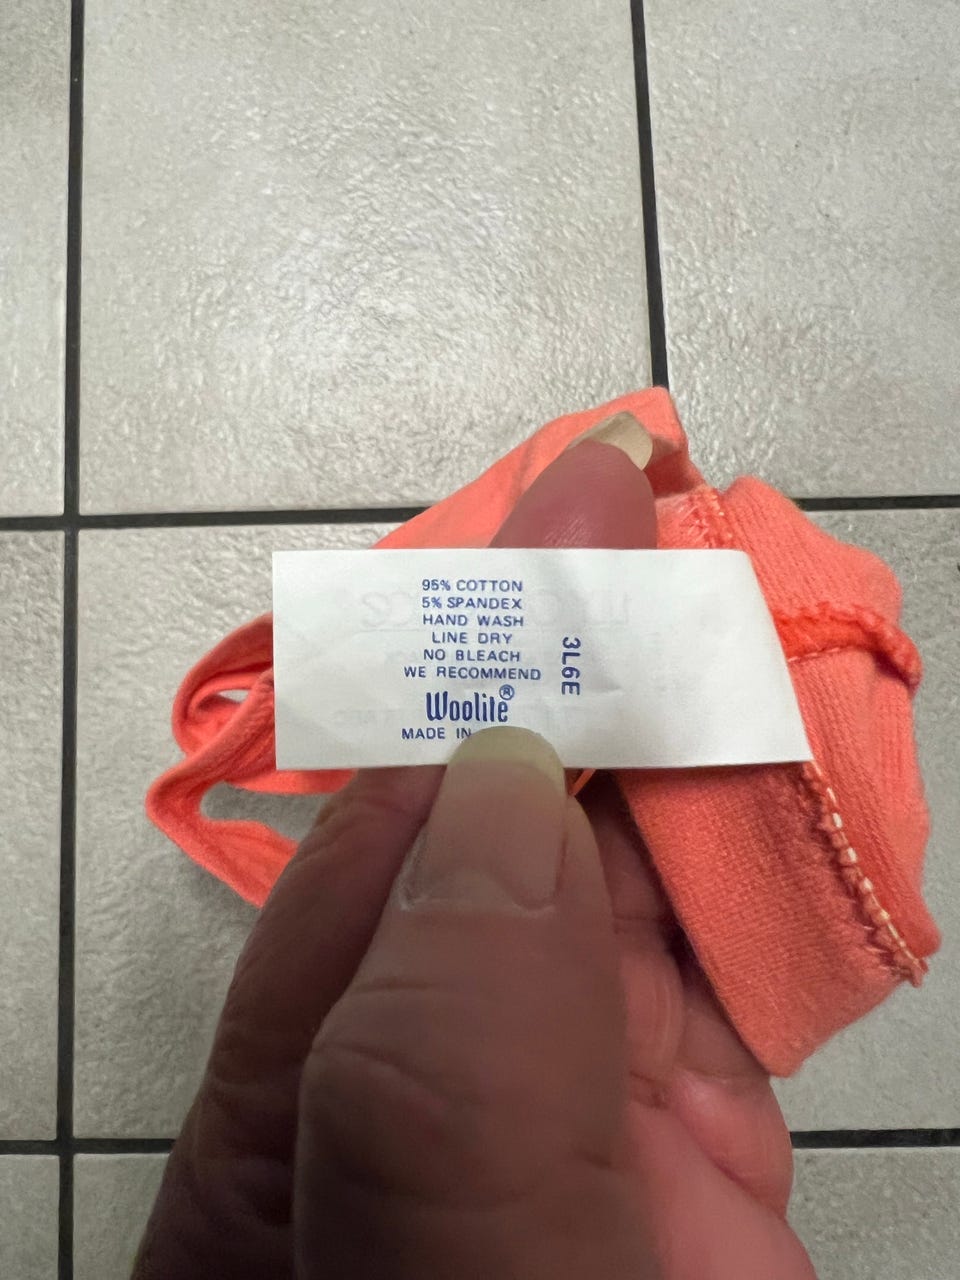 95% COTTON
5% SPANDEX
HAND WASH
LINE DRY
NO BLEACH
WE RECOMMEND
Woolite®
MADE IN
3L6E